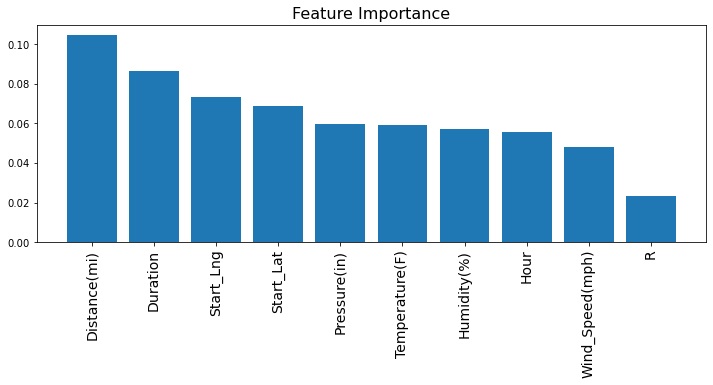 Feature Importance
0.10
0.08
0.06
0.04
0.02
0.00
Distance(mi)
Duration
Start_Lng
Start_Lat
Pressure(in)
Temperature(F)
Humidity(%)
Hour
Wind_Speed(mph)
R